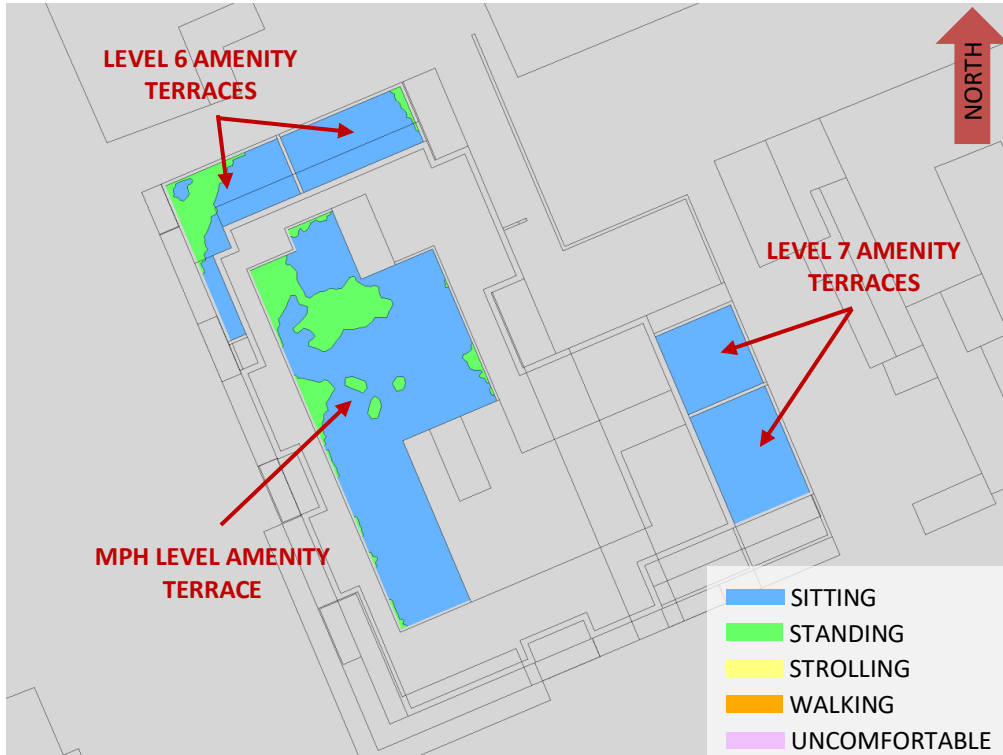 LEVEL 6 AMENITY
TERRACES
NORTH
LEVEL 7 AMENITY
TERRACES
MPH LEVEL AMENITY
TERRACE
SITTING
STANDING
STROLLING
WALKING
UNCOMFORTABLE